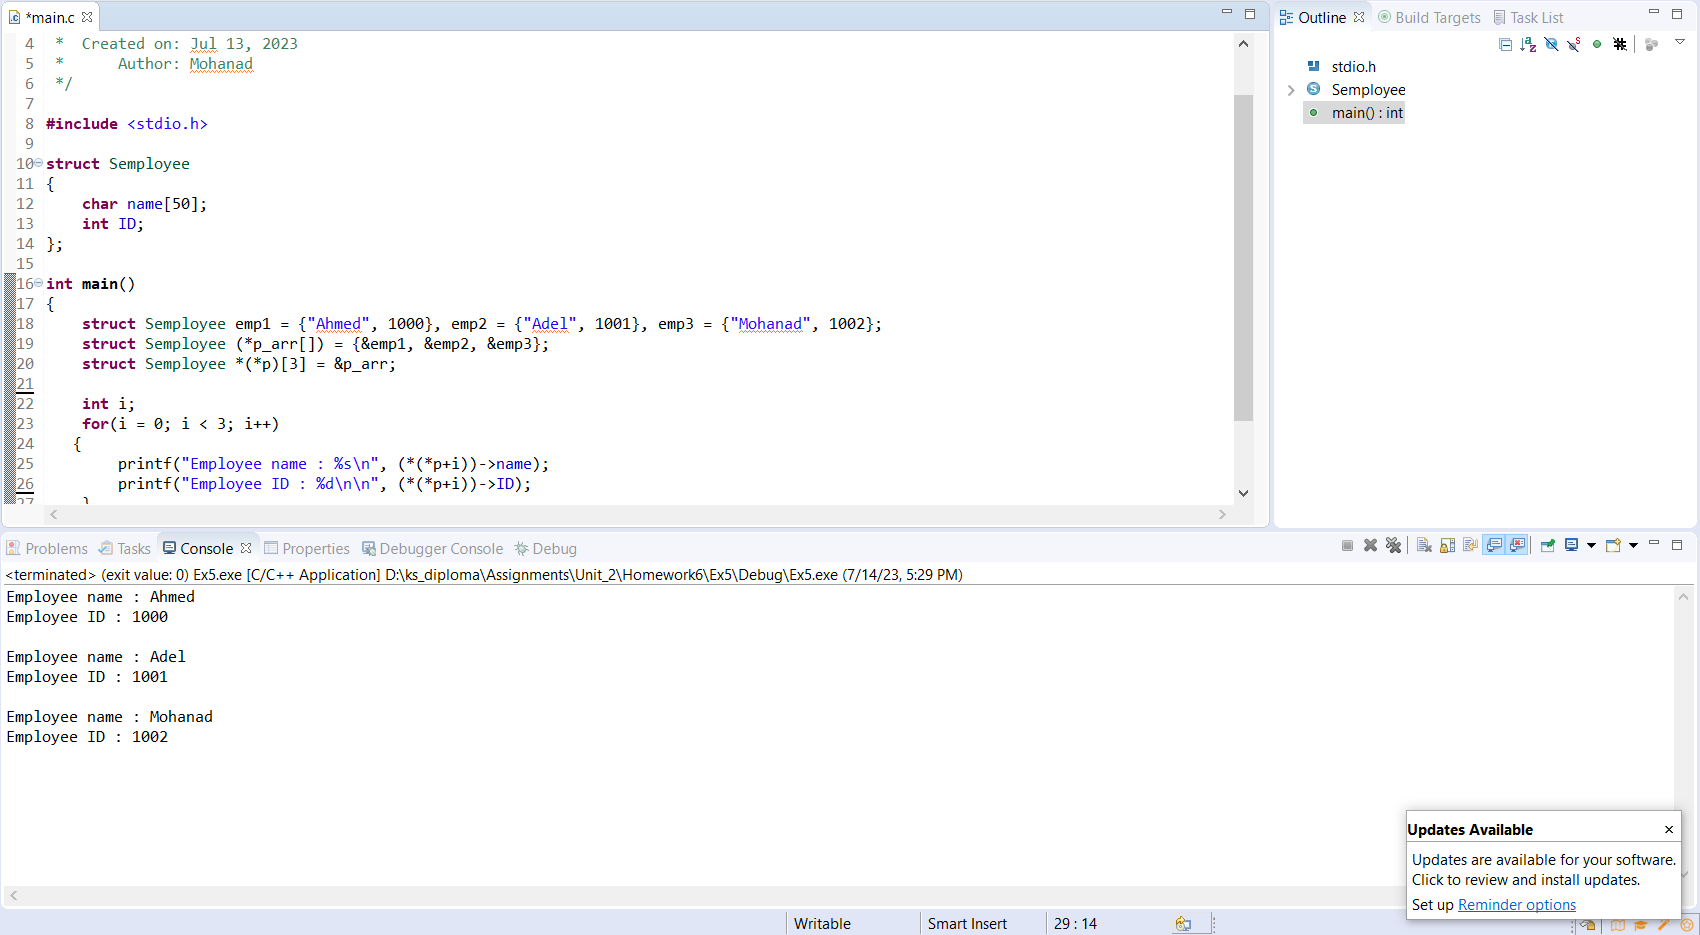 *main.c
4 *  Created on: Jul 13, 2023
5 *      Author: Mohanad
6 */
7
8 #include <stdio.h>
9
10 struct Semployee
11 {
12     char name[50];
13     int ID;
14 };
15
16 int main()
17 {
18     struct Semployee emp1 = {"Ahmed", 1000}, emp2 = {"Adel", 1001}, emp3 = {"Mohanad", 1002};
19     struct Semployee (*p_arr[]) = {&emp1, &emp2, &emp3};
20     struct Semployee *(*p)[3] = &p_arr;
21
22     int i;
23     for(i = 0; i < 3; i++)
24    {
25         printf("Employee name : %s\n", (*(*p+i))->name);
26         printf("Employee ID : %d\n\n", (*(*p+i))->ID);
27     }
Outline Build Targets Task List
stdio.h
Semployee
main() : int
Problems Tasks Console Properties Debugger Console Debug
<terminated> (exit value: 0) Ex5.exe [C/C++ Application] D:\ks_diploma\Assignments\Unit_2\Homework6\Ex5\Debug\Ex5.exe (7/14/23, 5:29 PM)
Employee name : Ahmed
Employee ID : 1000
Employee name : Adel
Employee ID : 1001
Employee name : Mohanad
Employee ID : 1002
Updates Available
Updates are available for your software.
Click to review and install updates.
Set up Reminder options
Writable Smart Insert 29 : 14